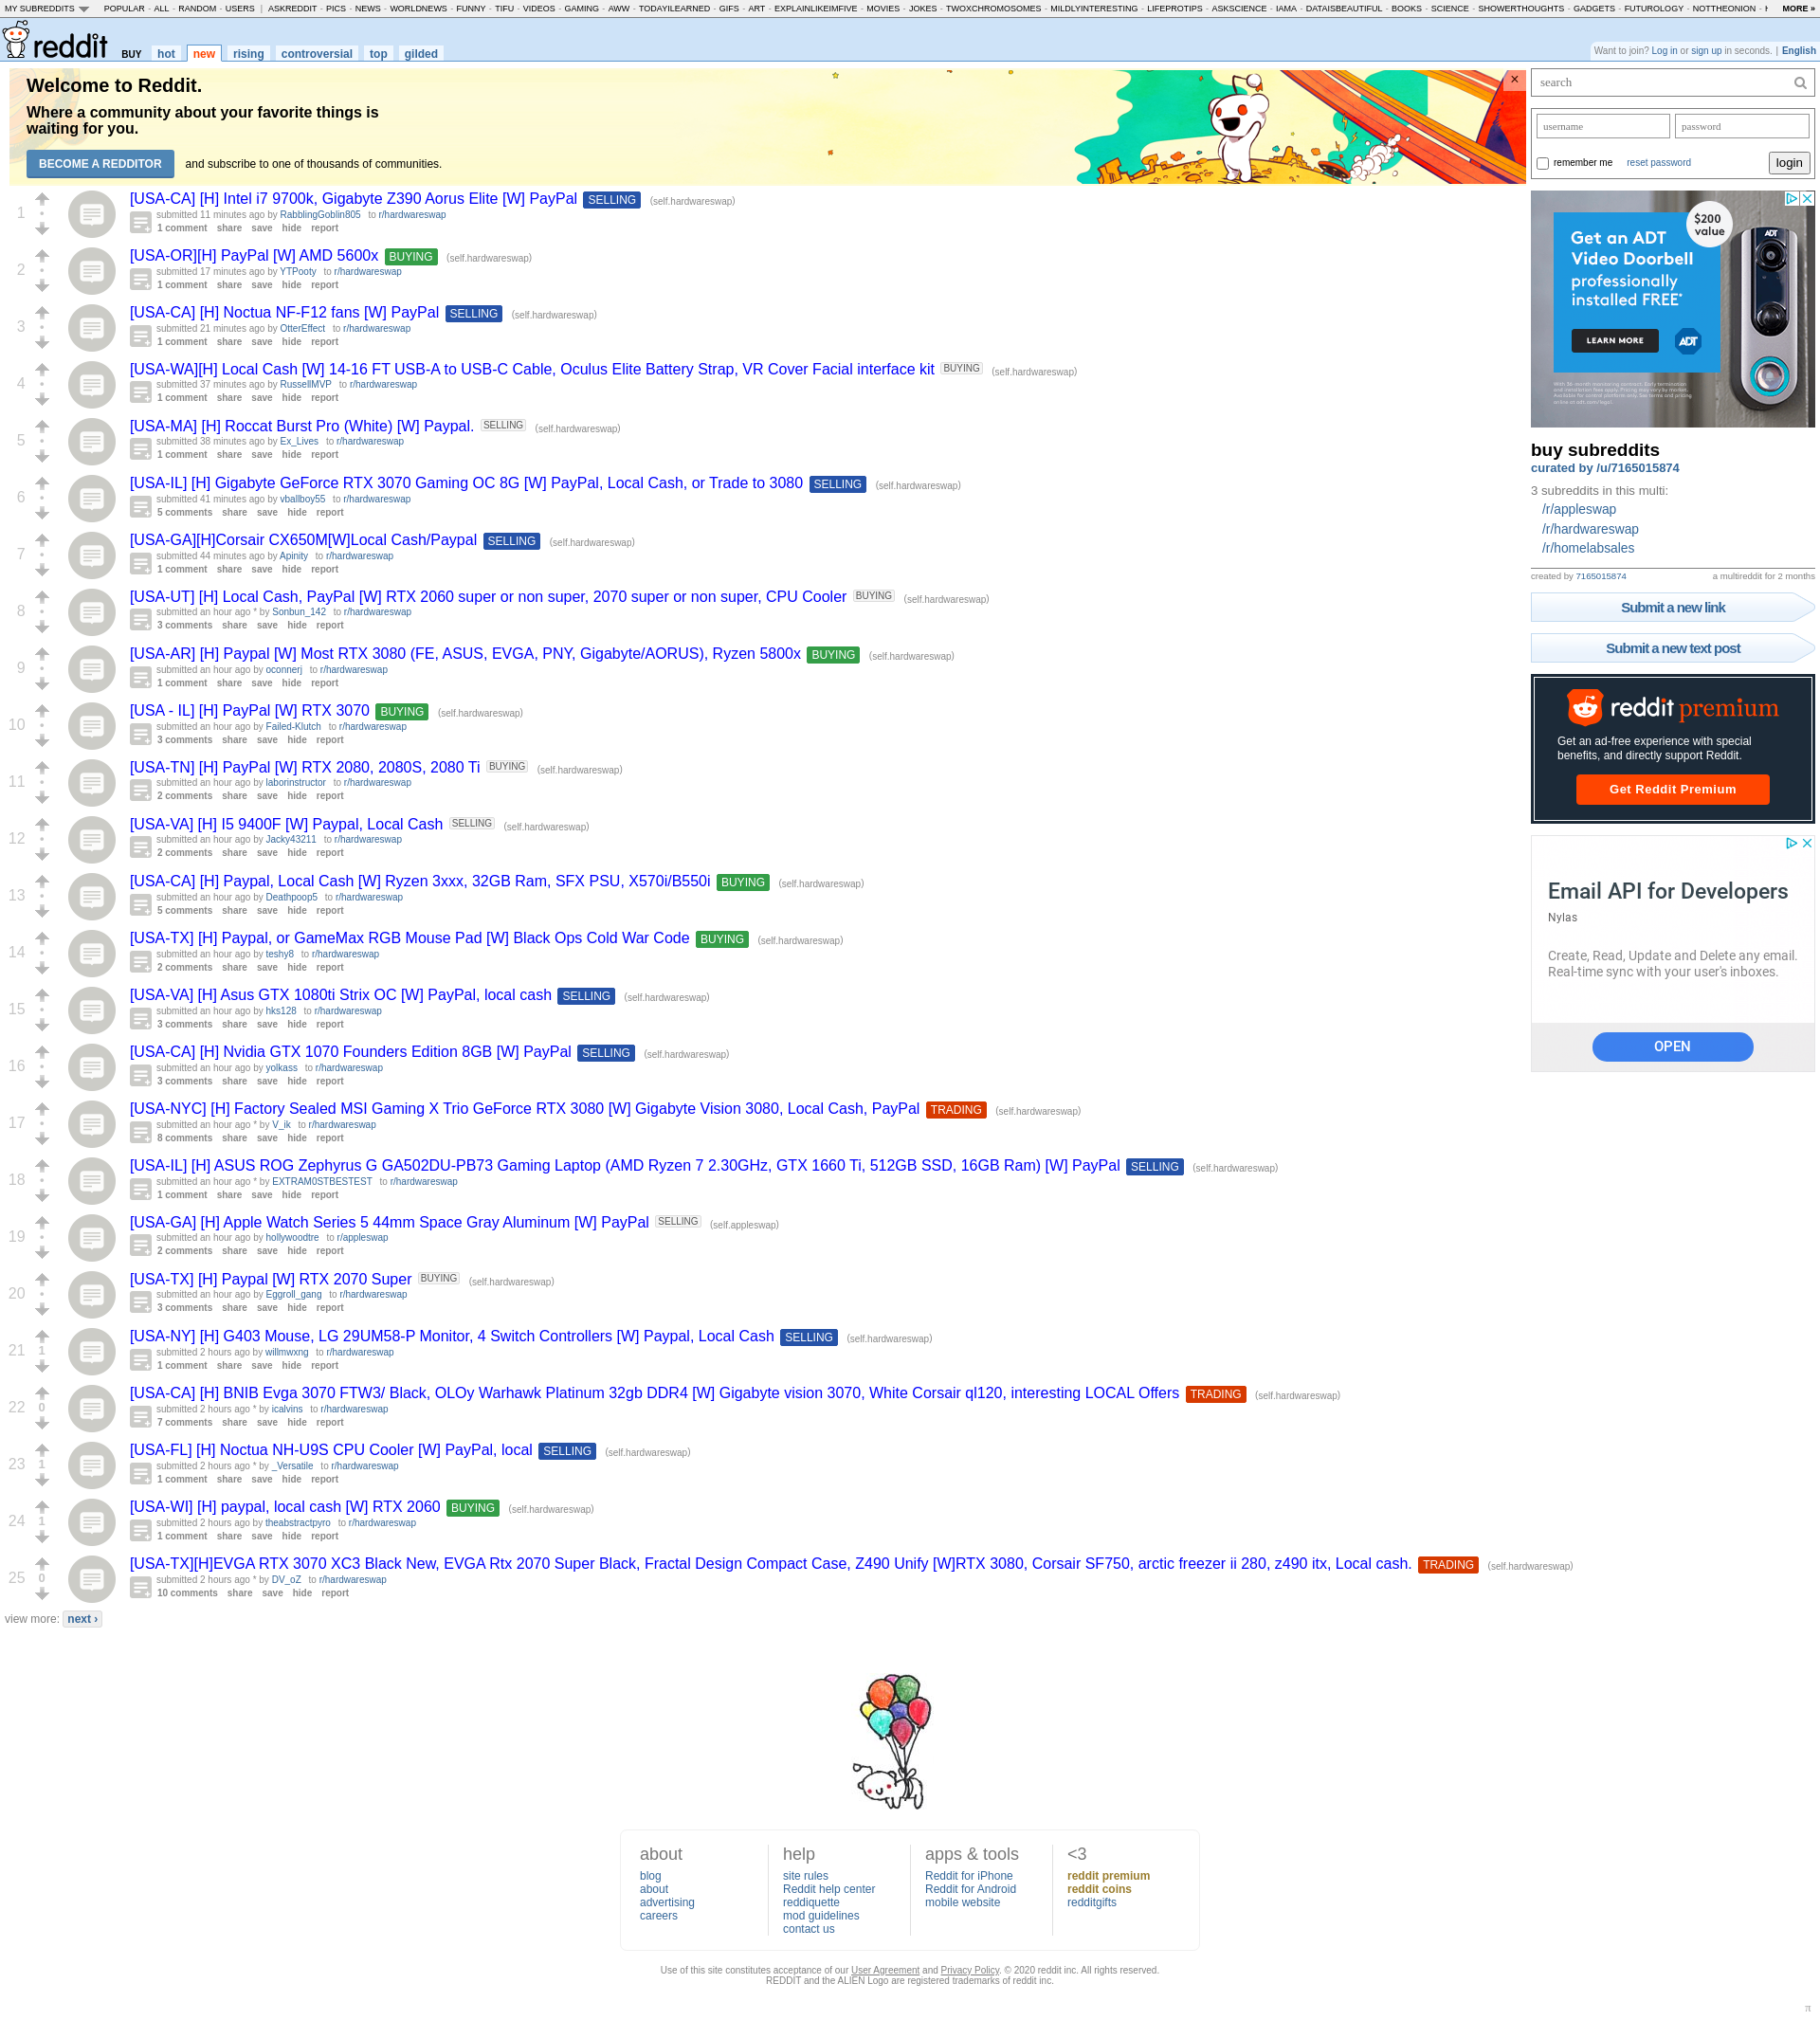 MY SUBREDDITS POPULAR - ALL - RANDOM - USERS | ASKREDDIT - PICS - NEWS - WORLDNEWS - FUNNY - TIFU - VIDEOS - GAMING - AWW - TODAYILEARNED - GIFS - ART - EXPLAINLIKEIMFIVE - MOVIES - JOKES - TWOXCHROMOSOMES - MILDLYINTERESTING - LIFEPROTIPS - ASKSCIENCE - IAMA - DATAISBEAUTIFUL - BOOKS - SCIENCE - SHOWERTHOUGHTS - GADGETS - FUTUROLOGY - NOTTHEONION - MORE »
reddit BUY hot new rising controversial top gilded
Want to join? Log in or sign up in seconds. | English
Welcome to Reddit.
Where a community about your favorite things is
waiting for you.
BECOME A REDDITOR and subscribe to one of thousands of communities.
×
1
[USA-CA] [H] Intel i7 9700k, Gigabyte Z390 Aorus Elite [W] PayPal SELLING (self.hardwareswap)
submitted 11 minutes ago by RabblingGoblin805 to r/hardwareswap
1 comment share save hide report
2
[USA-OR][H] PayPal [W] AMD 5600x BUYING (self.hardwareswap)
submitted 17 minutes ago by YTPooty to r/hardwareswap
1 comment share save hide report
3
[USA-CA] [H] Noctua NF-F12 fans [W] PayPal SELLING (self.hardwareswap)
submitted 21 minutes ago by OtterEffect to r/hardwareswap
1 comment share save hide report
4
[USA-WA][H] Local Cash [W] 14-16 FT USB-A to USB-C Cable, Oculus Elite Battery Strap, VR Cover Facial interface kit BUYING (self.hardwareswap)
submitted 37 minutes ago by RussellMVP to r/hardwareswap
1 comment share save hide report
5
[USA-MA] [H] Roccat Burst Pro (White) [W] Paypal. SELLING (self.hardwareswap)
submitted 38 minutes ago by Ex_Lives to r/hardwareswap
1 comment share save hide report
6
[USA-IL] [H] Gigabyte GeForce RTX 3070 Gaming OC 8G [W] PayPal, Local Cash, or Trade to 3080 SELLING (self.hardwareswap)
submitted 41 minutes ago by vballboy55 to r/hardwareswap
5 comments share save hide report
7
[USA-GA][H]Corsair CX650M[W]Local Cash/Paypal SELLING (self.hardwareswap)
submitted 44 minutes ago by Apinity to r/hardwareswap
1 comment share save hide report
8
[USA-UT] [H] Local Cash, PayPal [W] RTX 2060 super or non super, 2070 super or non super, CPU Cooler BUYING (self.hardwareswap)
submitted an hour ago * by Sonbun_142 to r/hardwareswap
3 comments share save hide report
9
[USA-AR] [H] Paypal [W] Most RTX 3080 (FE, ASUS, EVGA, PNY, Gigabyte/AORUS), Ryzen 5800x BUYING (self.hardwareswap)
submitted an hour ago by oconnerj to r/hardwareswap
1 comment share save hide report
10
[USA - IL] [H] PayPal [W] RTX 3070 BUYING (self.hardwareswap)
submitted an hour ago by Failed-Klutch to r/hardwareswap
3 comments share save hide report
11
[USA-TN] [H] PayPal [W] RTX 2080, 2080S, 2080 Ti BUYING (self.hardwareswap)
submitted an hour ago by laborinstructor to r/hardwareswap
2 comments share save hide report
12
[USA-VA] [H] I5 9400F [W] Paypal, Local Cash SELLING (self.hardwareswap)
submitted an hour ago by Jacky43211 to r/hardwareswap
2 comments share save hide report
13
[USA-CA] [H] Paypal, Local Cash [W] Ryzen 3xxx, 32GB Ram, SFX PSU, X570i/B550i BUYING (self.hardwareswap)
submitted an hour ago by Deathpoop5 to r/hardwareswap
5 comments share save hide report
14
[USA-TX] [H] Paypal, or GameMax RGB Mouse Pad [W] Black Ops Cold War Code BUYING (self.hardwareswap)
submitted an hour ago by teshy8 to r/hardwareswap
2 comments share save hide report
15
[USA-VA] [H] Asus GTX 1080ti Strix OC [W] PayPal, local cash SELLING (self.hardwareswap)
submitted an hour ago by hks128 to r/hardwareswap
3 comments share save hide report
16
[USA-CA] [H] Nvidia GTX 1070 Founders Edition 8GB [W] PayPal SELLING (self.hardwareswap)
submitted an hour ago by yolkass to r/hardwareswap
3 comments share save hide report
17
[USA-NYC] [H] Factory Sealed MSI Gaming X Trio GeForce RTX 3080 [W] Gigabyte Vision 3080, Local Cash, PayPal TRADING (self.hardwareswap)
submitted an hour ago * by V_ik to r/hardwareswap
8 comments share save hide report
18
[USA-IL] [H] ASUS ROG Zephyrus G GA502DU-PB73 Gaming Laptop (AMD Ryzen 7 2.30GHz, GTX 1660 Ti, 512GB SSD, 16GB Ram) [W] PayPal SELLING (self.hardwareswap)
submitted an hour ago * by EXTRAM0STBESTEST to r/hardwareswap
1 comment share save hide report
19
[USA-GA] [H] Apple Watch Series 5 44mm Space Gray Aluminum [W] PayPal SELLING (self.appleswap)
submitted an hour ago by hollywoodtre to r/appleswap
2 comments share save hide report
20
[USA-TX] [H] Paypal [W] RTX 2070 Super BUYING (self.hardwareswap)
submitted an hour ago by Eggroll_gang to r/hardwareswap
3 comments share save hide report
21 1
[USA-NY] [H] G403 Mouse, LG 29UM58-P Monitor, 4 Switch Controllers [W] Paypal, Local Cash SELLING (self.hardwareswap)
submitted 2 hours ago by willmwxng to r/hardwareswap
1 comment share save hide report
22 0
[USA-CA] [H] BNIB Evga 3070 FTW3/ Black, OLOy Warhawk Platinum 32gb DDR4 [W] Gigabyte vision 3070, White Corsair ql120, interesting LOCAL Offers TRADING (self.hardwareswap)
submitted 2 hours ago * by icalvins to r/hardwareswap
7 comments share save hide report
23 1
[USA-FL] [H] Noctua NH-U9S CPU Cooler [W] PayPal, local SELLING (self.hardwareswap)
submitted 2 hours ago * by _Versatile to r/hardwareswap
1 comment share save hide report
24 1
[USA-WI] [H] paypal, local cash [W] RTX 2060 BUYING (self.hardwareswap)
submitted 2 hours ago by theabstractpyro to r/hardwareswap
1 comment share save hide report
25 0
[USA-TX][H]EVGA RTX 3070 XC3 Black New, EVGA Rtx 2070 Super Black, Fractal Design Compact Case, Z490 Unify [W]RTX 3080, Corsair SF750, arctic freezer ii 280, z490 itx, Local cash. TRADING (self.hardwareswap)
submitted 2 hours ago * by DV_oZ to r/hardwareswap
10 comments share save hide report
view more: next ›
search
username password
remember me reset password login
$200
value
Get an ADT
Video Doorbell
professionally
installed FREE*
LEARN MORE ADT
ADT
buy subreddits
curated by /u/7165015874
3 subreddits in this multi:
/r/appleswap
/r/hardwareswap
/r/homelabsales
created by 7165015874 a multireddit for 2 months
Submit a new link
Submit a new text post
reddit premium
Get an ad-free experience with special
benefits, and directly support Reddit.
Get Reddit Premium
Email API for Developers
Nylas
Create, Read, Update and Delete any email.
Real-time sync with your user's inboxes.
OPEN
about
blog
about
advertising
careers
help
site rules
Reddit help center
reddiquette
mod guidelines
contact us
apps & tools
Reddit for iPhone
Reddit for Android
mobile website
<3
reddit premium
reddit coins
redditgifts
Use of this site constitutes acceptance of our User Agreement and Privacy Policy. © 2020 reddit inc. All rights reserved.
REDDIT and the ALIEN Logo are registered trademarks of reddit inc.
π